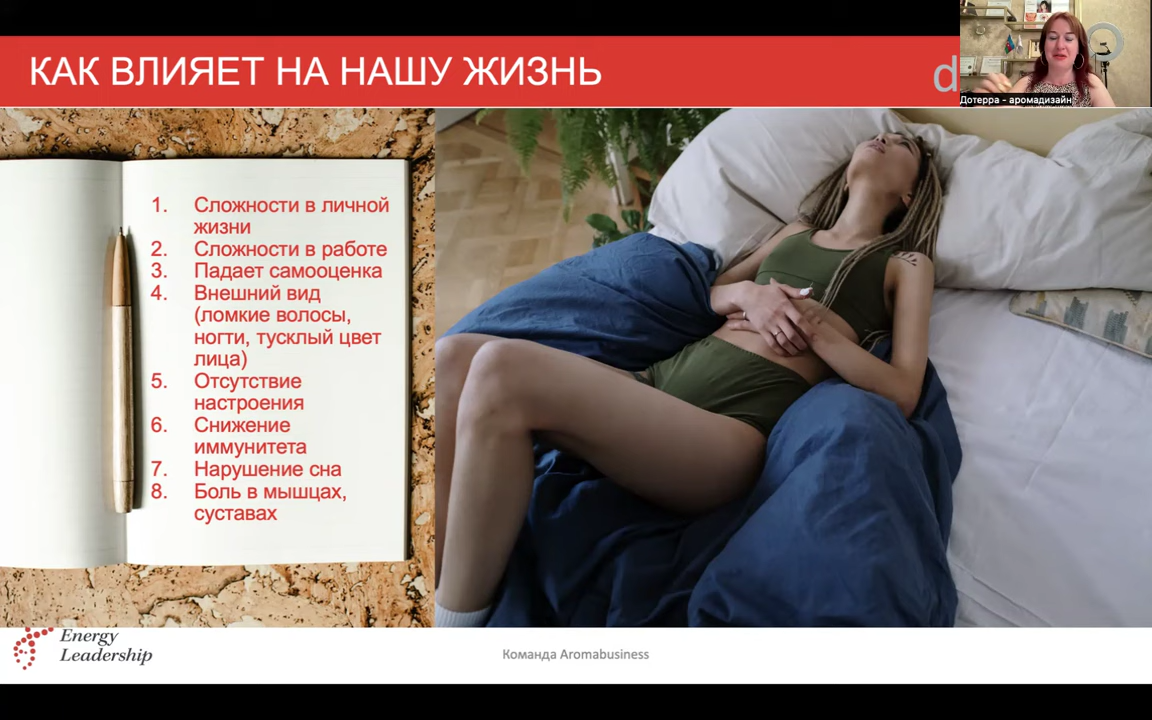 КАК ВЛИЯЕТ НА НАШУ ЖИЗНЬ
d
Дотерра - аромадизайн
1. Сложности в личной
жизни
2. Сложности в работе
3. Падает самооценка
4. Внешний вид
(ломкие волосы,
ногти, тусклый цвет
лица)
5. Отсутствие
настроения
6. Снижение
иммунитета
7. Нарушение сна
8. Боль в мышцах,
суставах
Energy
Leadership
Команда Aromabusiness